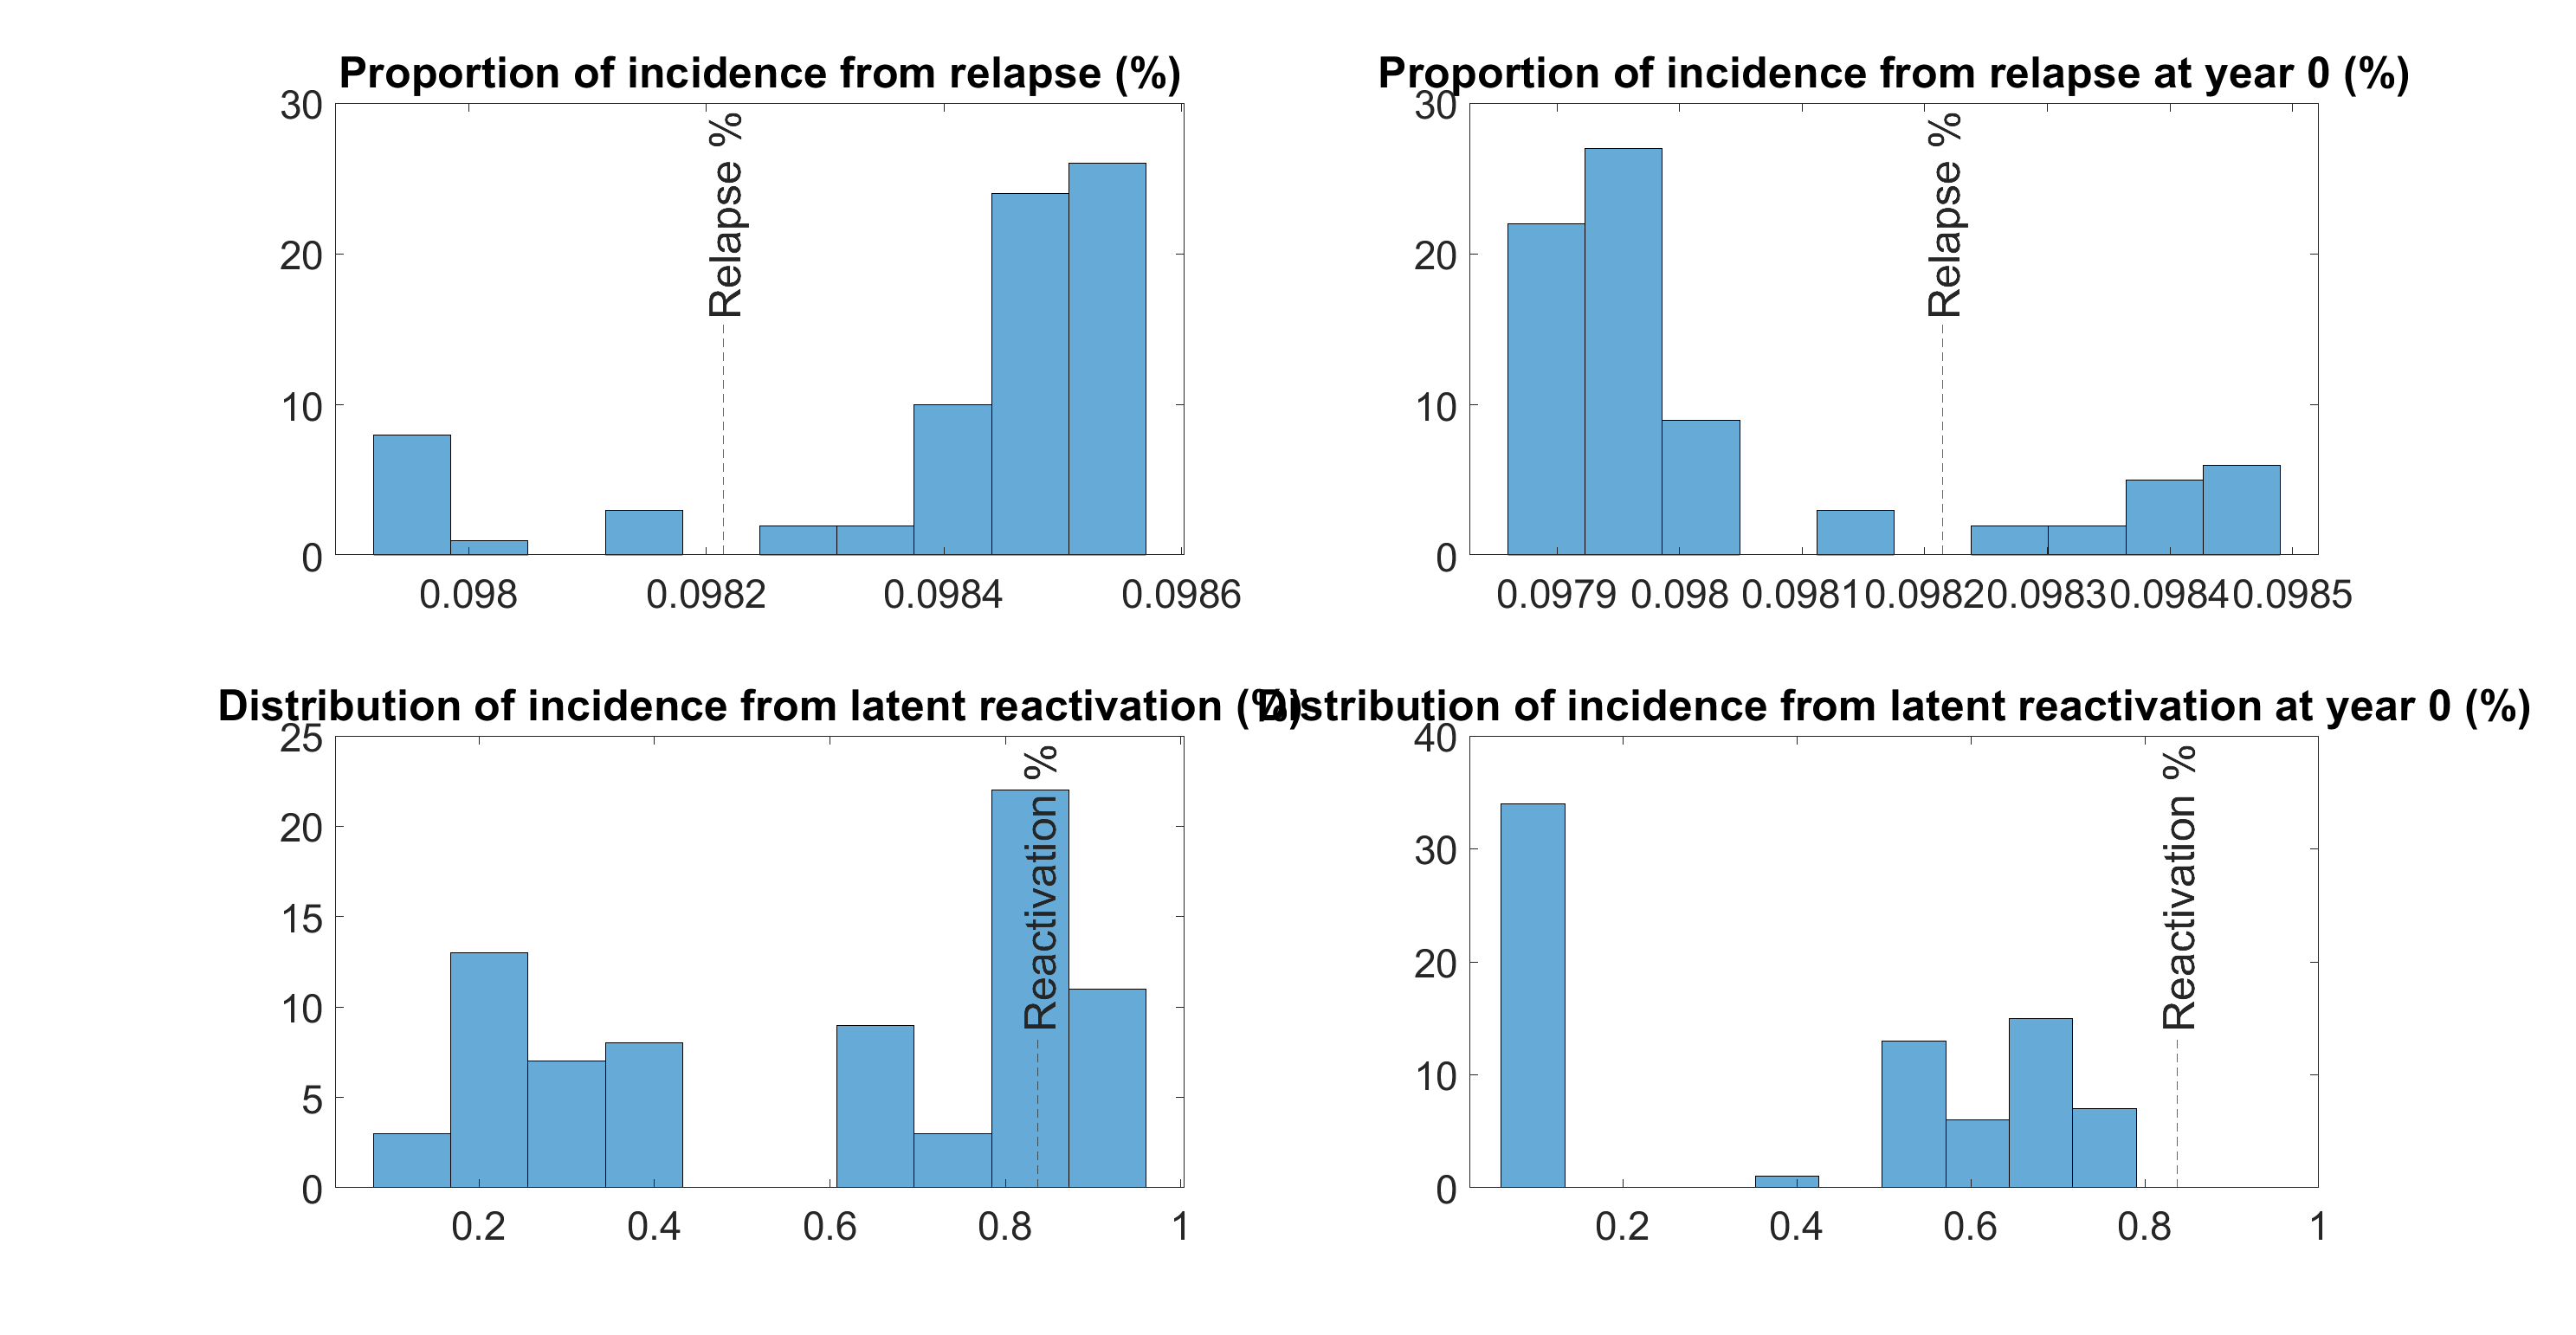 Proportion of incidence from relapse (%)
30
20
10
0
Relapse %
0.098 0.0982 0.0984 0.0986
Proportion of incidence from relapse at year 0 (%)
30
20
10
0
Relapse %
0.0979 0.098 0.0981 0.0982 0.0983 0.0984 0.0985
Distribution of incidence from latent reactivation (%)
25
20
15
10
5
0
Reactivation %
0.2 0.4 0.6 0.8 1
Distribution of incidence from latent reactivation at year 0 (%)
40
30
20
10
0
Reactivation %
0.2 0.4 0.6 0.8 1